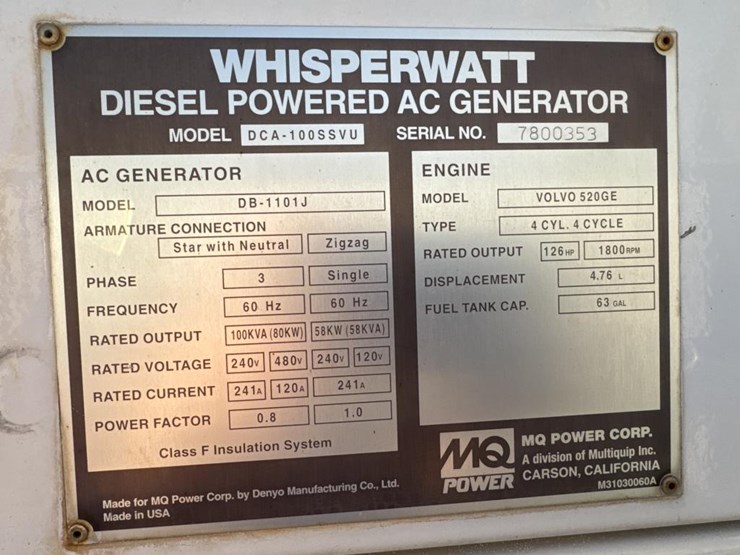 WHISPERWATT
DIESEL POWERED AC GENERATOR
MODEL DCA-100SSVU SERIAL NO. 7800353
AC GENERATOR
MODEL DB-1101J
ARMATURE CONNECTION
Star with Neutral Zigzag
PHASE 3 Single
FREQUENCY 60 Hz 60 Hz
RATED OUTPUT 100KVA (80KW) 58KW (58KVA)
RATED VOLTAGE 240V 480V 240V 120V
RATED CURRENT 241A 120A 241A
POWER FACTOR 0.8 1.0
Class F Insulation System
ENGINE
MODEL VOLVO 520GE
TYPE 4 CYL. 4 CYCLE
RATED OUTPUT 126HP 1800RPM
DISPLACEMENT 4.76 L
FUEL TANK CAP. 63 GAL
Made for MQ Power Corp. by Denyo Manufacturing Co., Ltd.
Made in USA
MQ
POWER
MQ POWER CORP.
A division of Multiquip Inc.
CARSON, CALIFORNIA
M31030060A